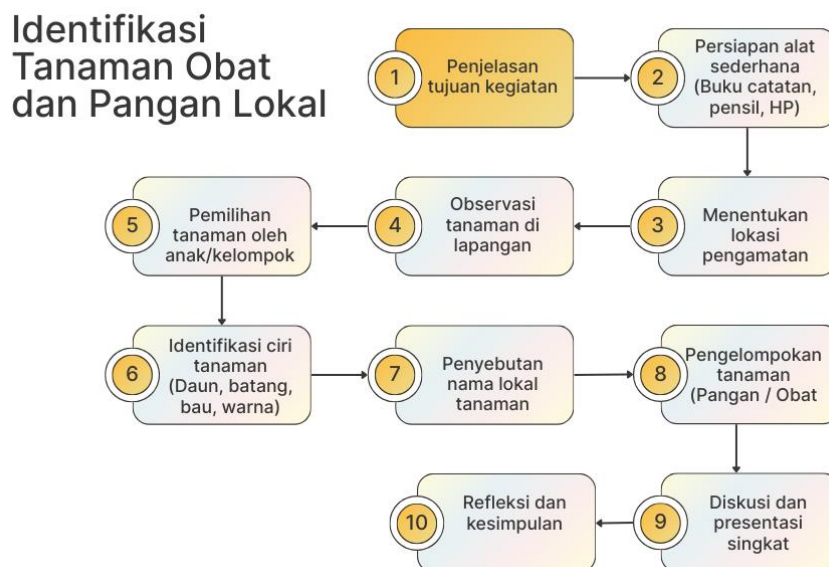 Identifikasi
Tanaman Obat
dan Pangan Lokal
1
Penjelasan
tujuan kegiatan
2
Persiapan alat
sederhana
(Buku catatan,
pensil, HP)
3
Menentukan
lokasi
pengamatan
4
Observasi
tanaman di
lapangan
5
Pemilihan
tanaman oleh
anak/kelompok
6
Identifikasi ciri
tanaman
(Daun, batang,
bau, warna)
7
Penyebutan
nama lokal
tanaman
8
Pengelompokan
tanaman
(Pangan / Obat
9
Diskusi dan
presentasi
singkat
10
Refleksi dan
kesimpulan